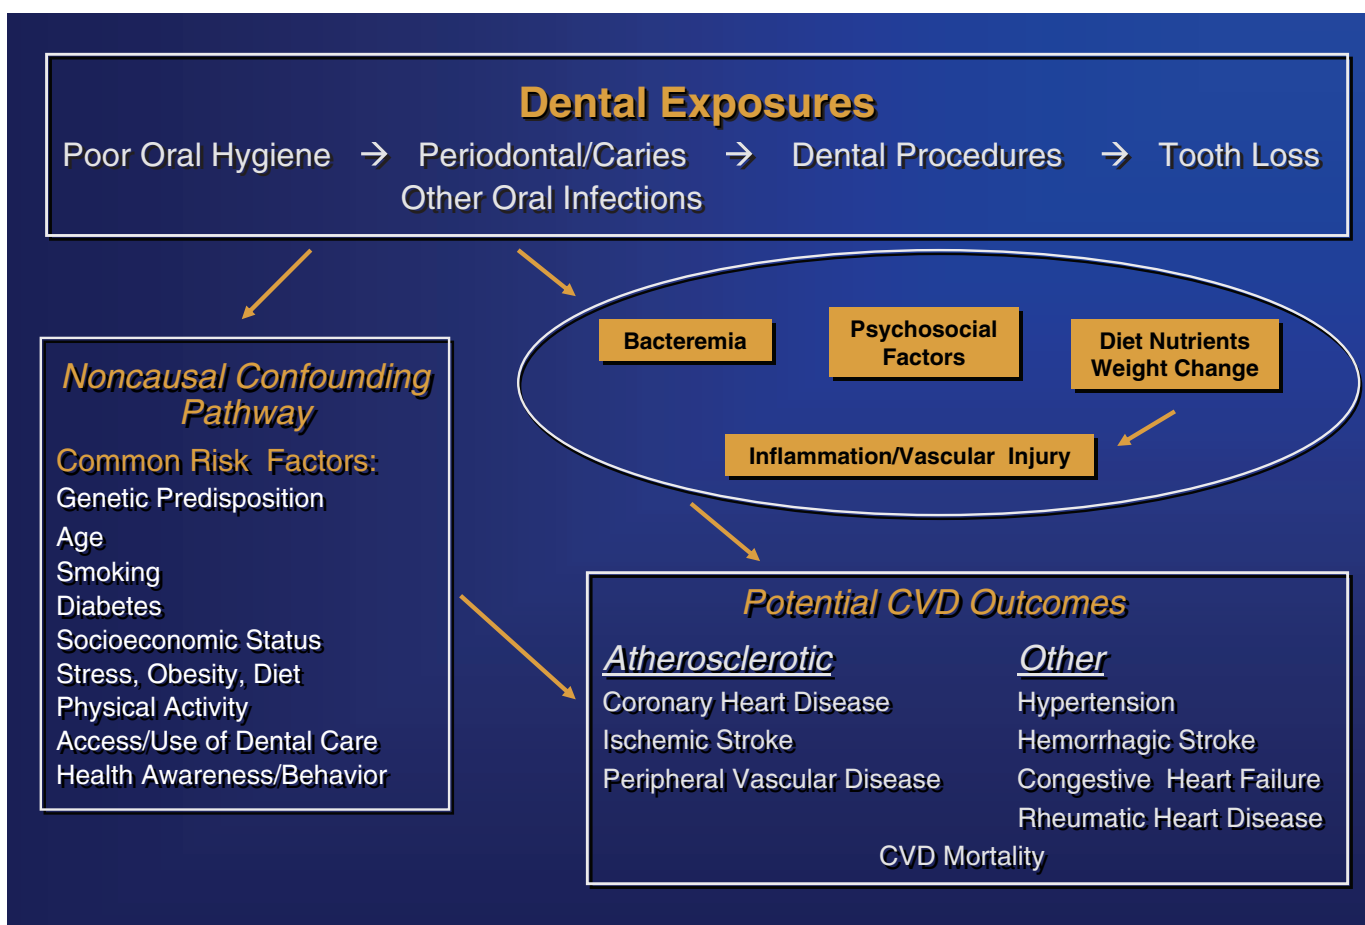 Dental Exposures
Poor Oral Hygiene → Periodontal/Caries → Dental Procedures → Tooth Loss
Other Oral Infections
Bacteremia
Psychosocial
Factors
Diet Nutrients
Weight Change
Inflammation/Vascular Injury
Noncausal Confounding
Pathway
Common Risk Factors:
Genetic Predisposition
Age
Smoking
Diabetes
Socioeconomic Status
Stress, Obesity, Diet
Physical Activity
Access/Use of Dental Care
Health Awareness/Behavior
Potential CVD Outcomes
Atherosclerotic
Coronary Heart Disease
Ischemic Stroke
Peripheral Vascular Disease
Other
Hypertension
Hemorrhagic Stroke
Congestive Heart Failure
Rheumatic Heart Disease
CVD Mortality